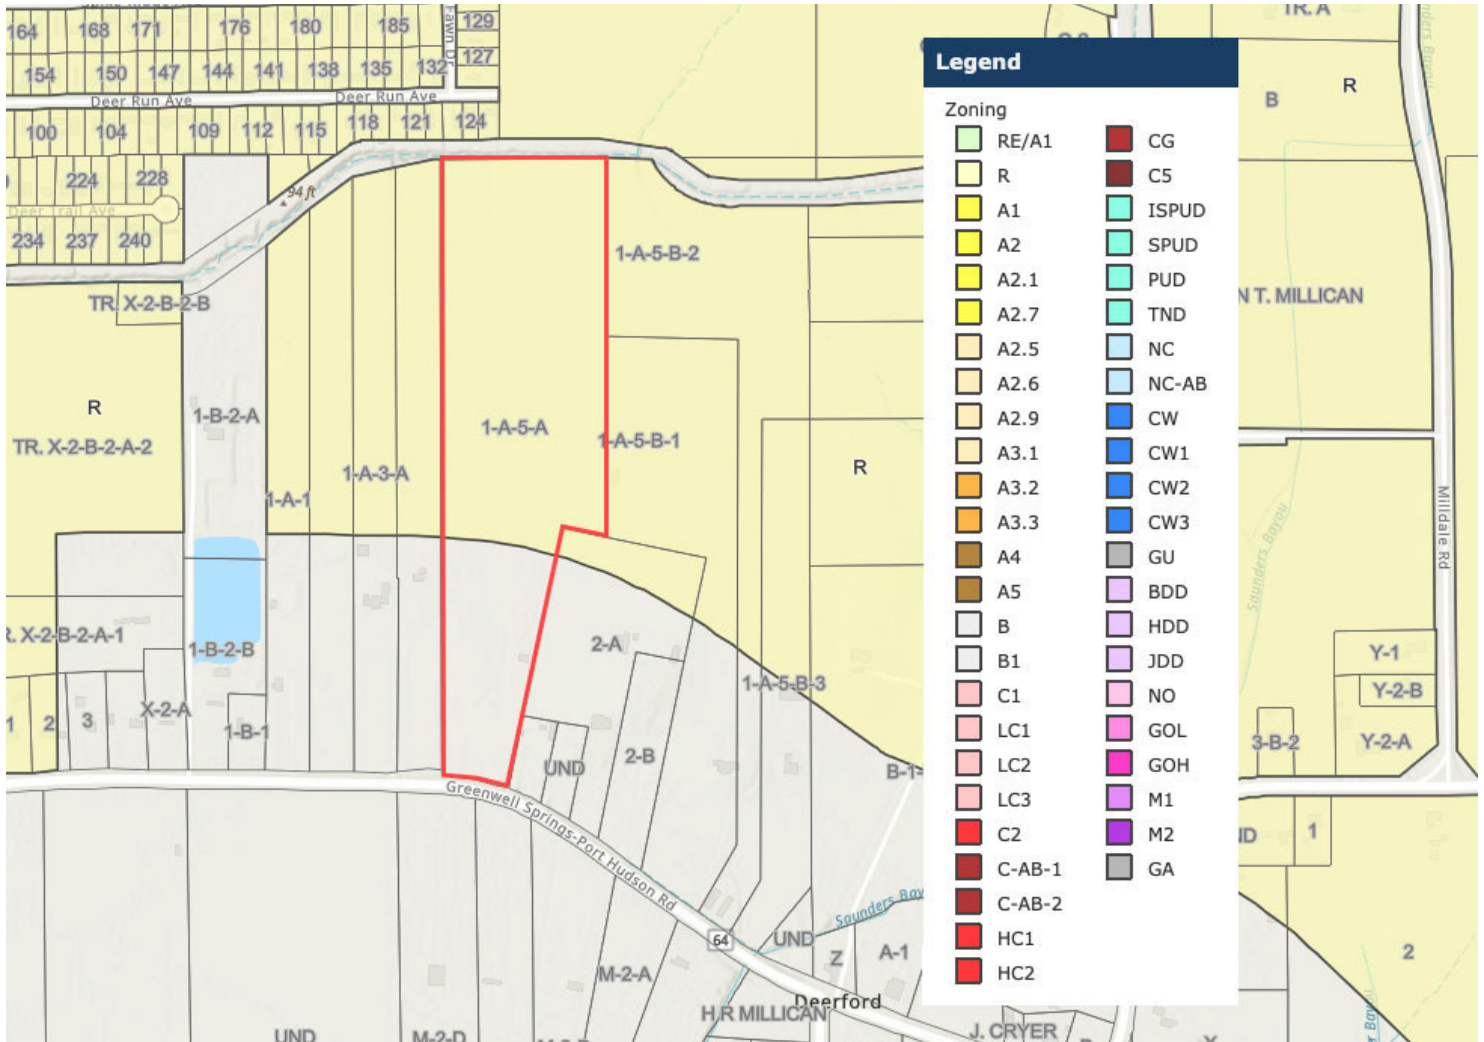 164 168 171 176 180 185 Fawn Dr 129
127
154 150 147 144 141 138 135 132
Deer Run Ave Deer Run Ave
100 104 109 112 115 118 121 124
224 228
94 ft
Deer Trail Ave
234 237 240
TR. X-2-B-2-B
1-A-5-B-2
R
TR. X-2-B-2-A-2
1-B-2-A
1-A-5-A
1-A-5-B-1
R
1-A-3-A
1-A-1
X-2-B-2-A-1
1-B-2-B
2-A
1-A-5-B-3
1 2 3 X-2-A
1-B-1
UND
2-B
B-1-
Greenwell Springs-Port Hudson Rd
64
Saunders Bay
UND
Z
A-1
M-2-A
Deerford
H R MILLICAN
J. CRYER
UND
M-2-D
TR. A
B
R
N T. MILLICAN
Milldale Rd
Saunders Bayou
Y-1
Y-2-B
3-B-2
Y-2-A
1
2
Legend
Zoning
RE/A1
R
A1
A2
A2.1
A2.7
A2.5
A2.6
A2.9
A3.1
A3.2
A3.3
A4
A5
B
B1
C1
LC1
LC2
LC3
C2
C-AB-1
C-AB-2
HC1
HC2
CG
C5
ISPUD
SPUD
PUD
TND
NC
NC-AB
CW
CW1
CW2
CW3
GU
BDD
HDD
JDD
NO
GOL
GOH
M1
M2
GA